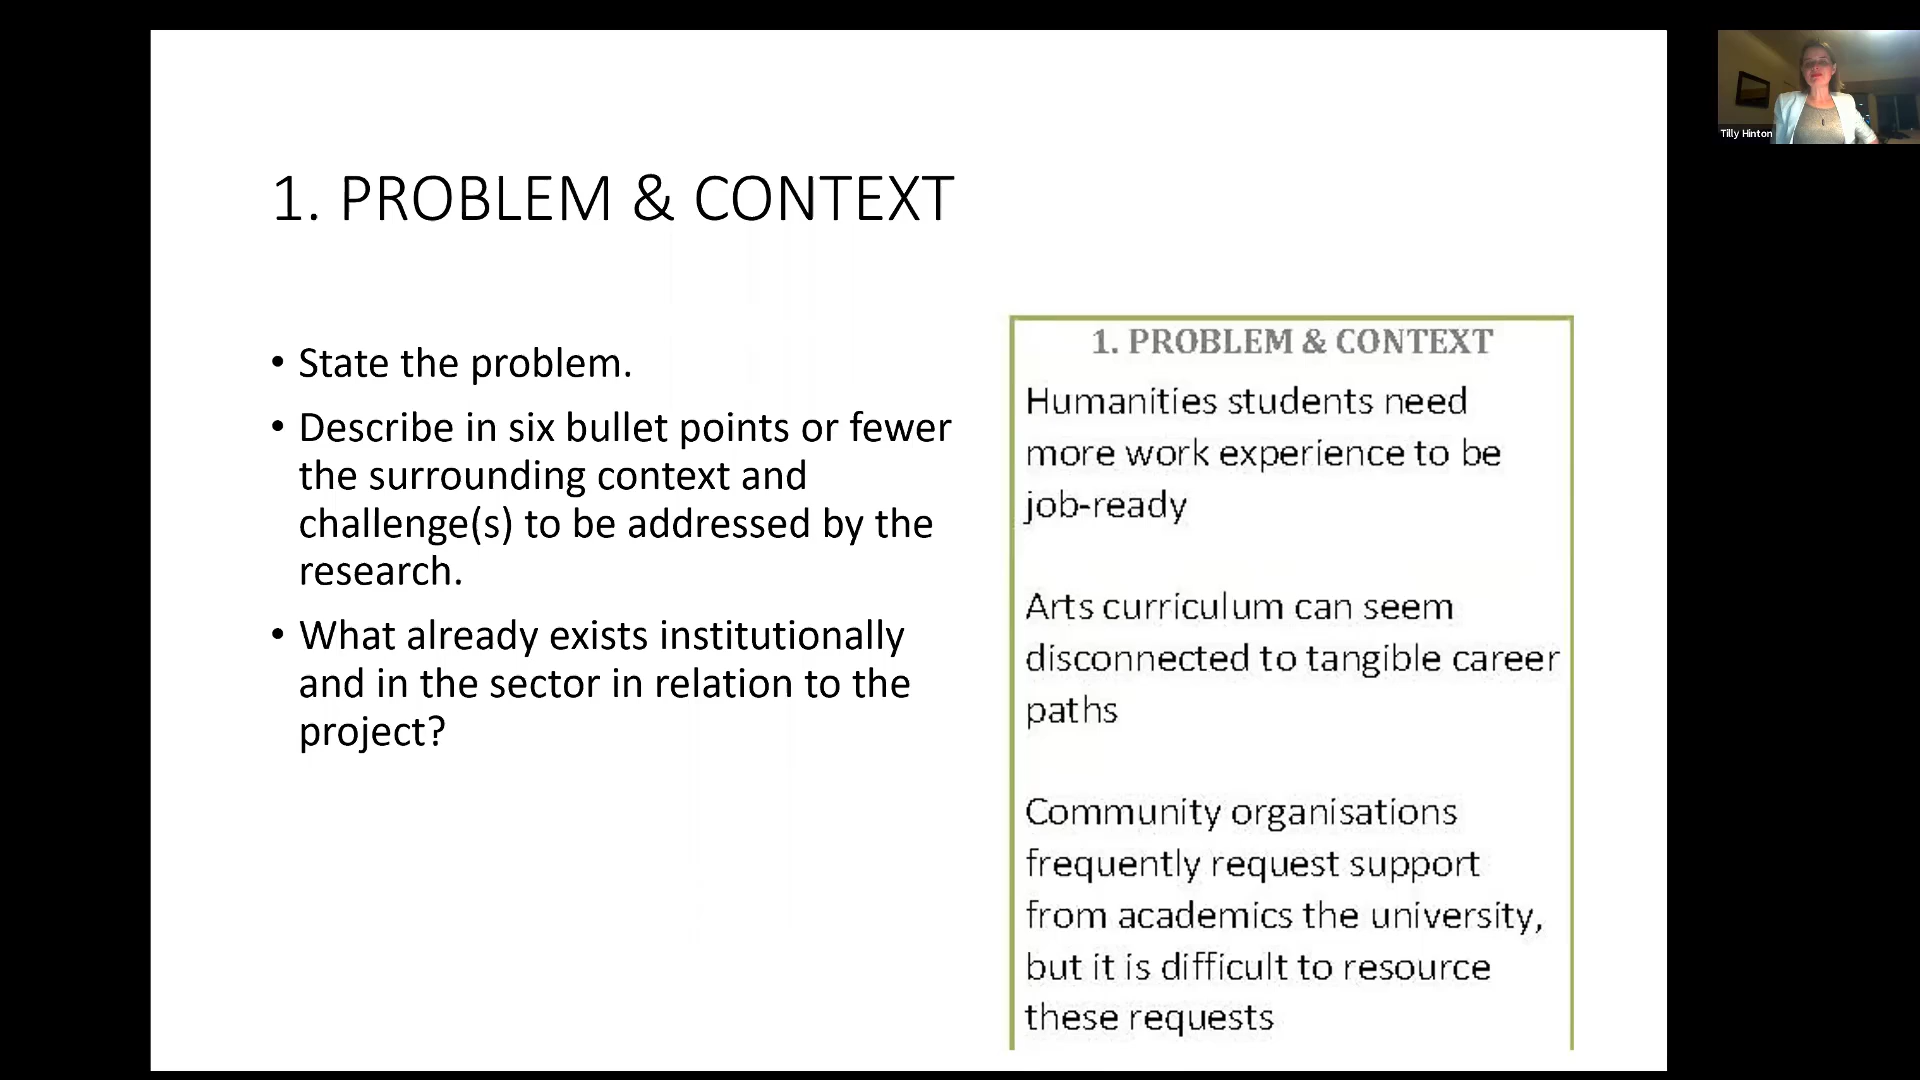 1. PROBLEM & CONTEXT
• State the problem.
• Describe in six bullet points or fewer
the surrounding context and
challenge(s) to be addressed by the
research.
• What already exists institutionally
and in the sector in relation to the
project?
1. PROBLEM & CONTEXT
Humanities students need
more work experience to be
job-ready
Arts curriculum can seem
disconnected to tangible career
paths
Community organisations
frequently request support
from academics the university,
but it is difficult to resource
these requests
Tilly Hinton